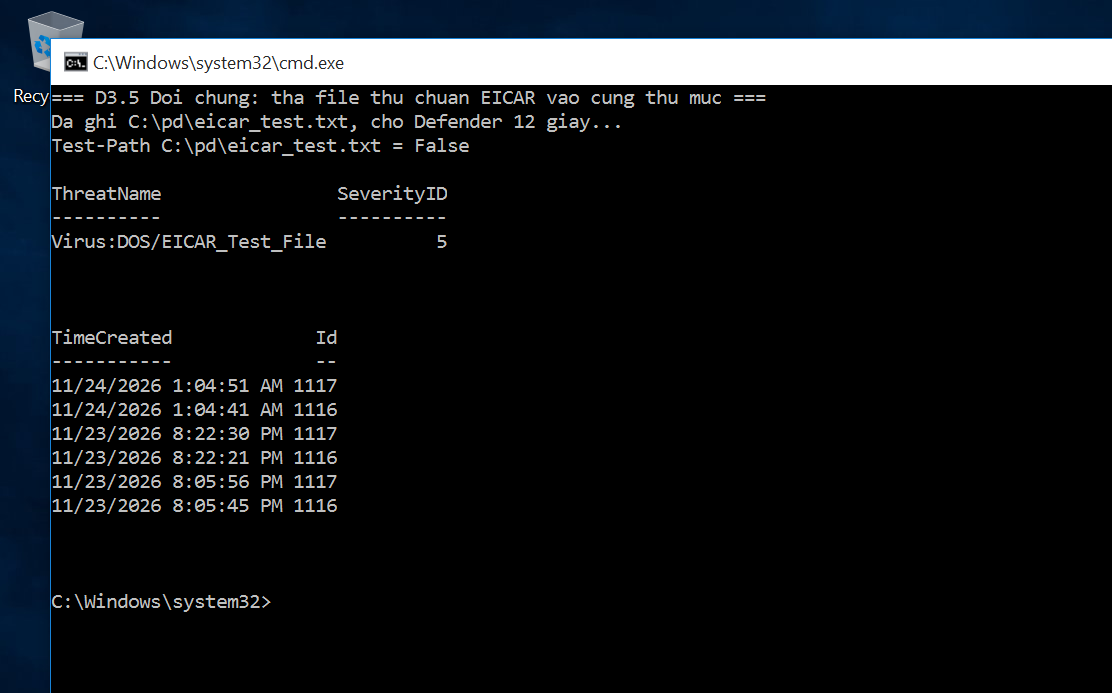 C:\Windows\system32\cmd.exe
Recy
=== D3.5 Doi chung: tha file thu chuan EICAR vao cung thu muc ===
Da ghi C:\pd\eicar_test.txt, cho Defender 12 giay...
Test-Path C:\pd\eicar_test.txt = False
ThreatName                SeverityID
----------                ----------
Virus:DOS/EICAR_Test_File          5
TimeCreated             Id
-----------             --
11/24/2026 1:04:51 AM 1117
11/24/2026 1:04:41 AM 1116
11/23/2026 8:22:30 PM 1117
11/23/2026 8:22:21 PM 1116
11/23/2026 8:05:56 PM 1117
11/23/2026 8:05:45 PM 1116
C:\Windows\system32>